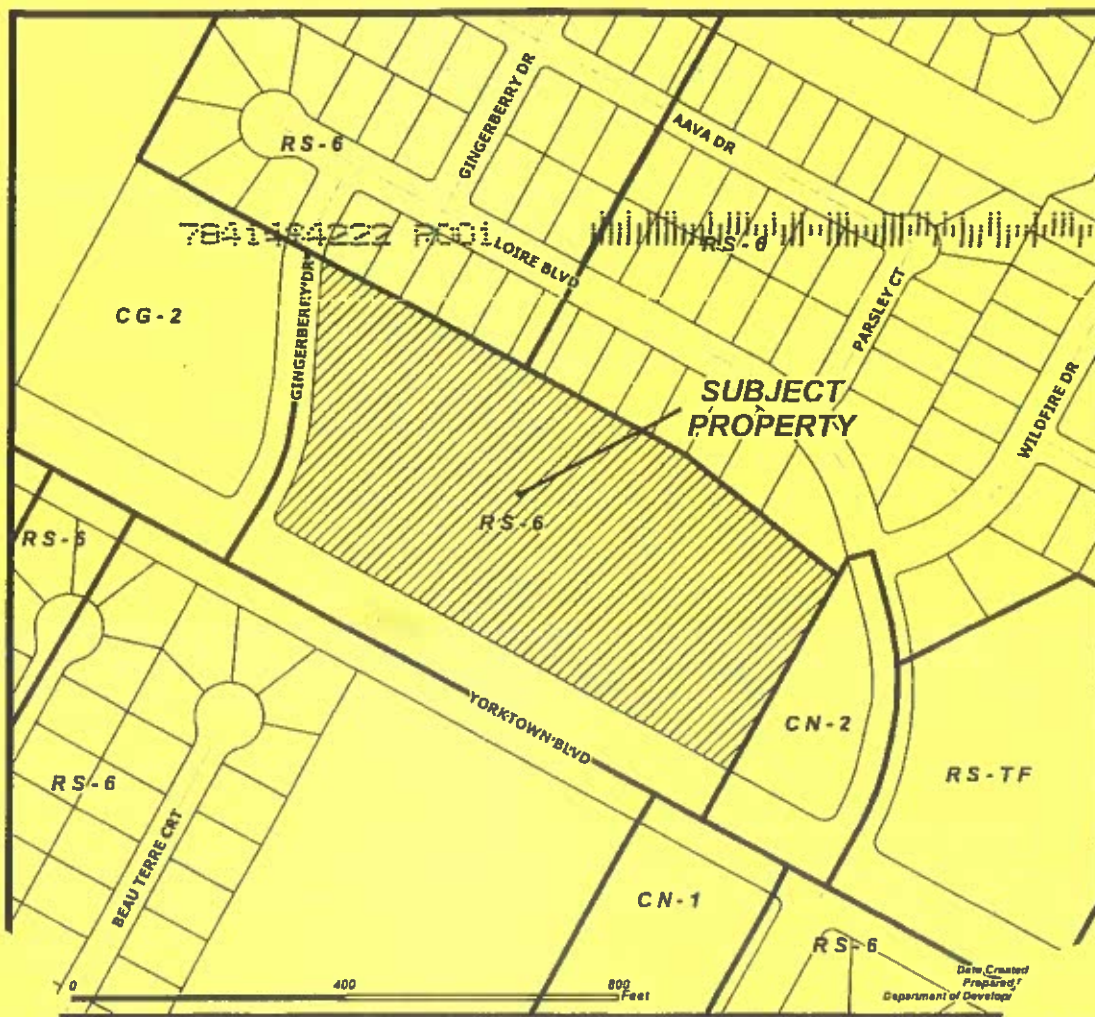 GINGERBERRY DR
AAVA DR
RS-6
RS-6
LOIRE BLVD
CG-2
GINGERBERRY DR
PARSLEY CT
WILDFIRE DR
SUBJECT
PROPERTY
RS-6
RS-6
YORKTOWN BLVD
CN-2
RS-TF
RS-6
BEAU TERRE CRT
CN-1
RS-6
0 400 800
Feet
Date Created
Prepared
Department of Develop